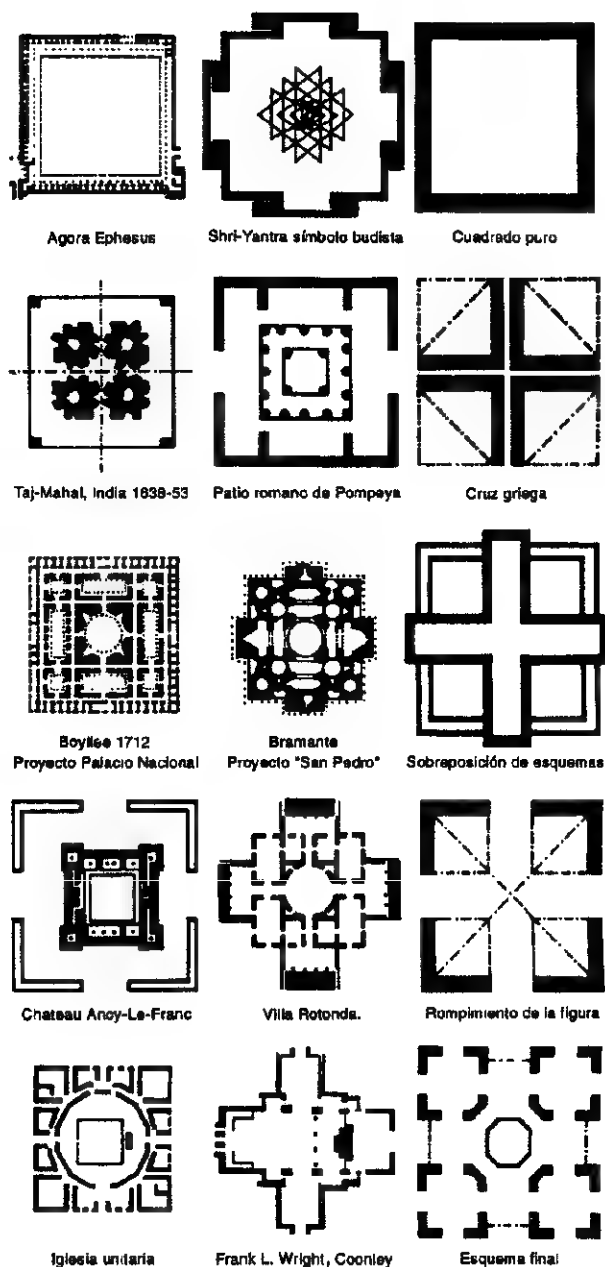 Agora Ephesus
Shri-Yantra símbolo budista
Cuadrado puro
Taj-Mahal, India 1638-53
Patio romano de Pompeya
Cruz griega
Boyllee 1712
Proyecto Palacio Nacional
Bramante
Proyecto "San Pedro"
Sobreposición de esquemas
Chateau Ancy-Le-Franc
Villa Rotonda.
Rompimiento de la figura
Iglesia unitaria
Frank L. Wright, Coonley
Esquema final